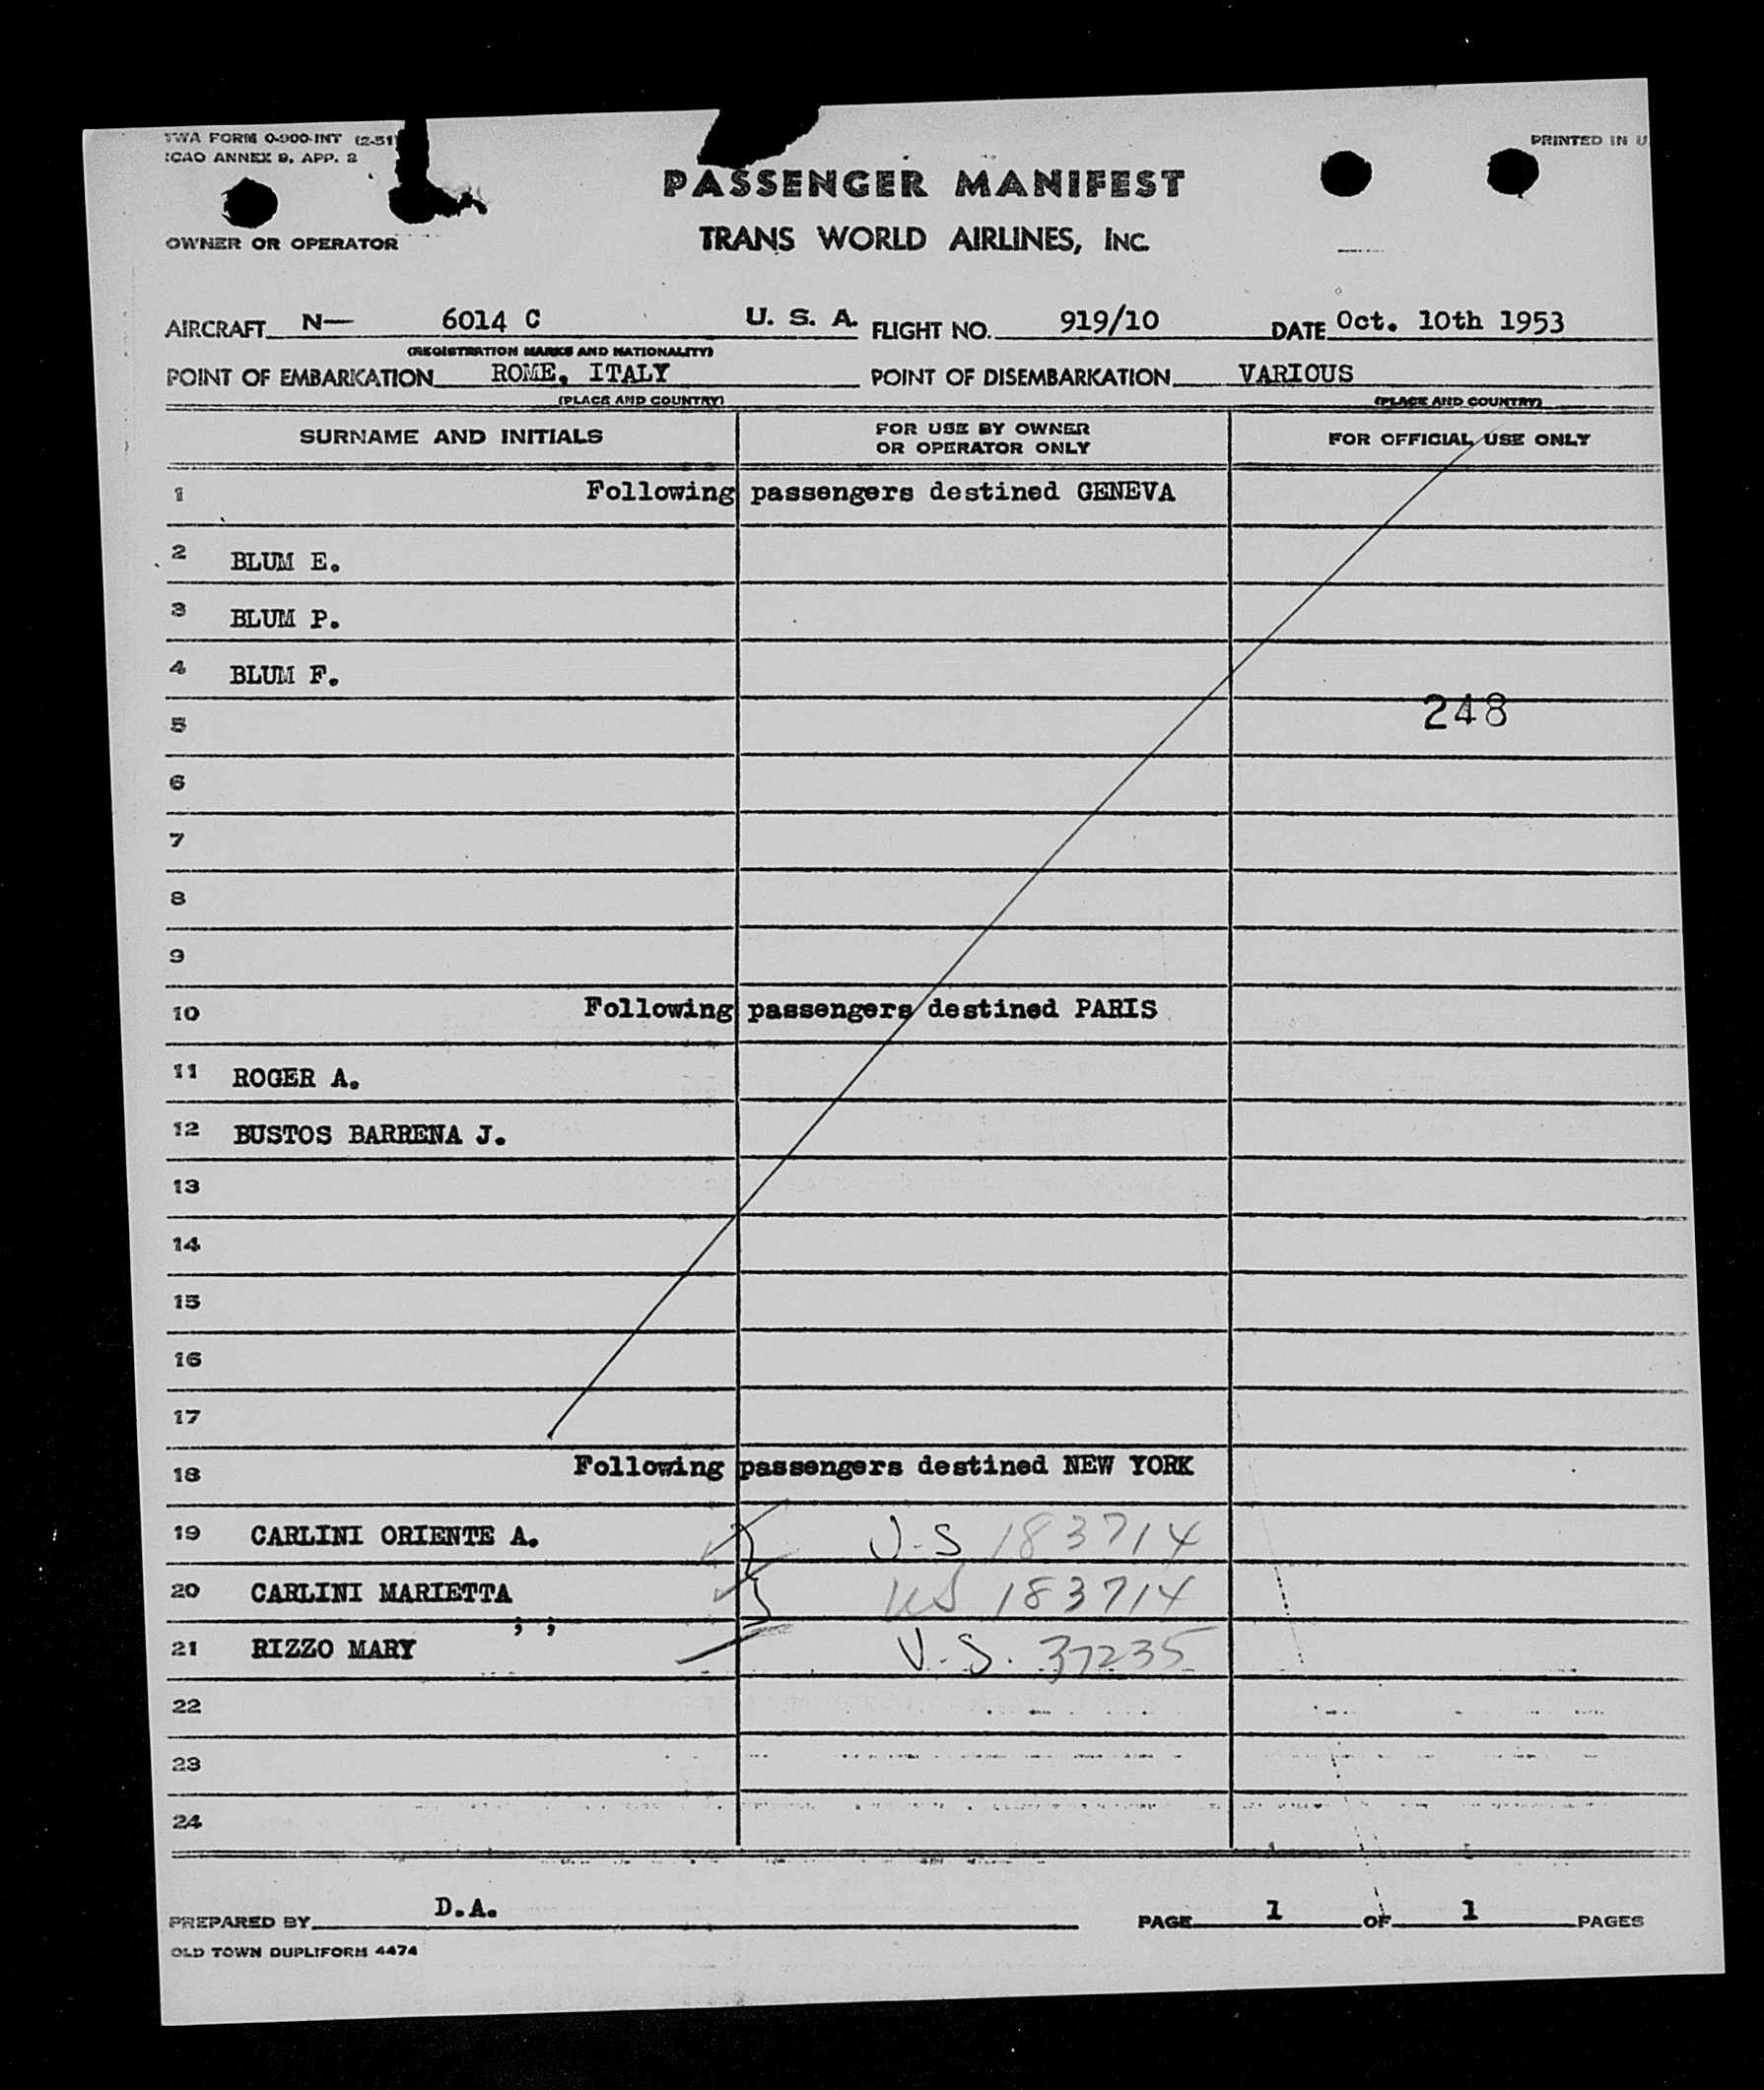 TWA FORM O-900-INT (2-51)
ICAO ANNEX 9, APP. 2
PRINTED IN U.
PASSENGER MANIFEST
OWNER OR OPERATOR
TRANS WORLD AIRLINES, INC.
AIRCRAFT N— 6014 C U. S. A. FLIGHT NO. 919/10 DATE Oct. 10th 1953
(REGISTRATION MARKS AND NATIONALITY)
POINT OF EMBARKATION ROME, ITALY POINT OF DISEMBARKATION VARIOUS
(PLACE AND COUNTRY) (PLACE AND COUNTRY)
SURNAME AND INITIALS FOR USE BY OWNER OR OPERATOR ONLY FOR OFFICIAL USE ONLY
1 Following passengers destined GENEVA
2 BLUM E.
3 BLUM P.
4 BLUM F.
248
5
6
7
8
9
10 Following passengers destined PARIS
11 ROGER A.
12 BUSTOS BARRENA J.
13
14
15
16
17
18 Following passengers destined NEW YORK
19 CARLINI ORIENTE A. U-S 183714
20 CARLINI MARIETTA US 183714
; ;
21 RIZZO MARY U.S. 37235
22
23
24
PREPARED BY D.A. PAGE 1 OF 1 PAGES
OLD TOWN DUPLIFORM 4474